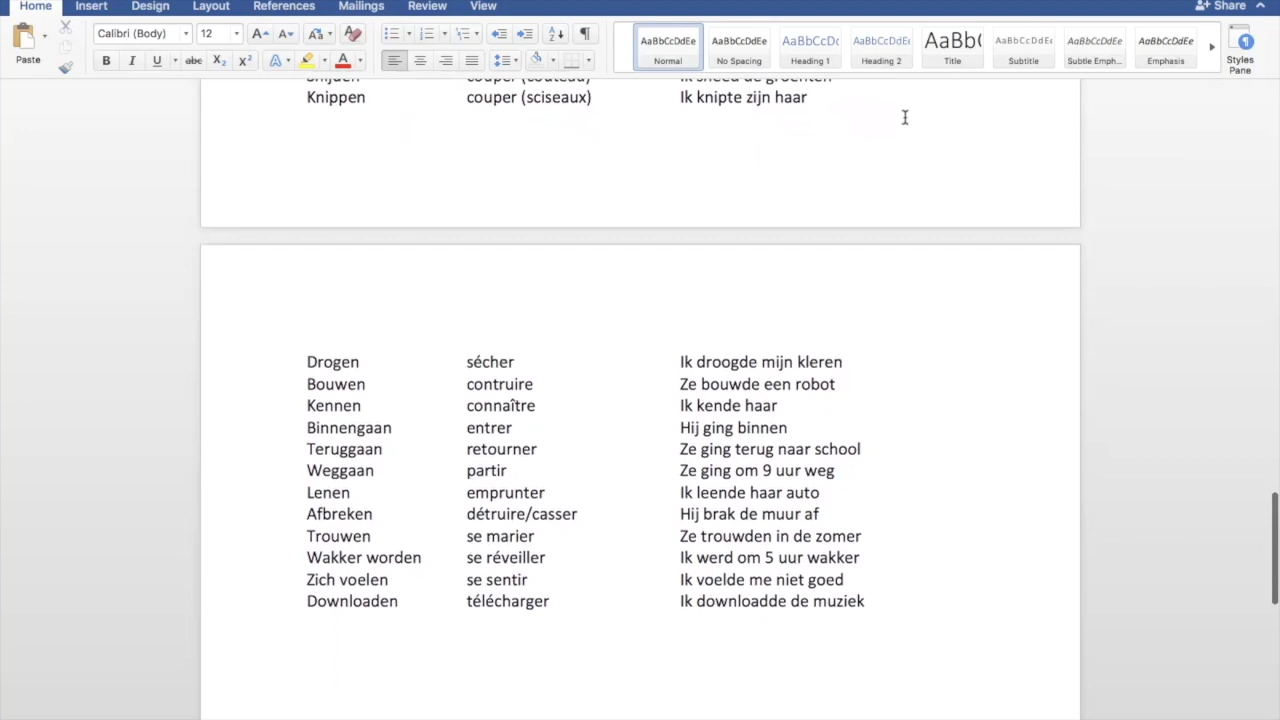 Home Insert Design Layout References Mailings Review View Share
Calibri (Body) 12 AaBbCcDdEe AaBbCcDdEe AaBbCcDc AaBbCcDdEe AaBb( AaBbCcDdEe AaBbCcDdEe AaBbCcDdEe
Paste B I U abc X2 X2 A A Normal No Spacing Heading 1 Heading 2 Title Subtitle Subtle Emph... Emphasis Styles Pane
Snijden couper (couteau) Ik sneed de groenten
Knippen couper (sciseaux) Ik knipte zijn haar
Drogen sécher Ik droogde mijn kleren
Bouwen contruire Ze bouwde een robot
Kennen connaître Ik kende haar
Binnengaan entrer Hij ging binnen
Teruggaan retourner Ze ging terug naar school
Weggaan partir Ze ging om 9 uur weg
Lenen emprunter Ik leende haar auto
Afbreken détruire/casser Hij brak de muur af
Trouwen se marier Ze trouwden in de zomer
Wakker worden se réveiller Ik werd om 5 uur wakker
Zich voelen se sentir Ik voelde me niet goed
Downloaden télécharger Ik downloadde de muziek